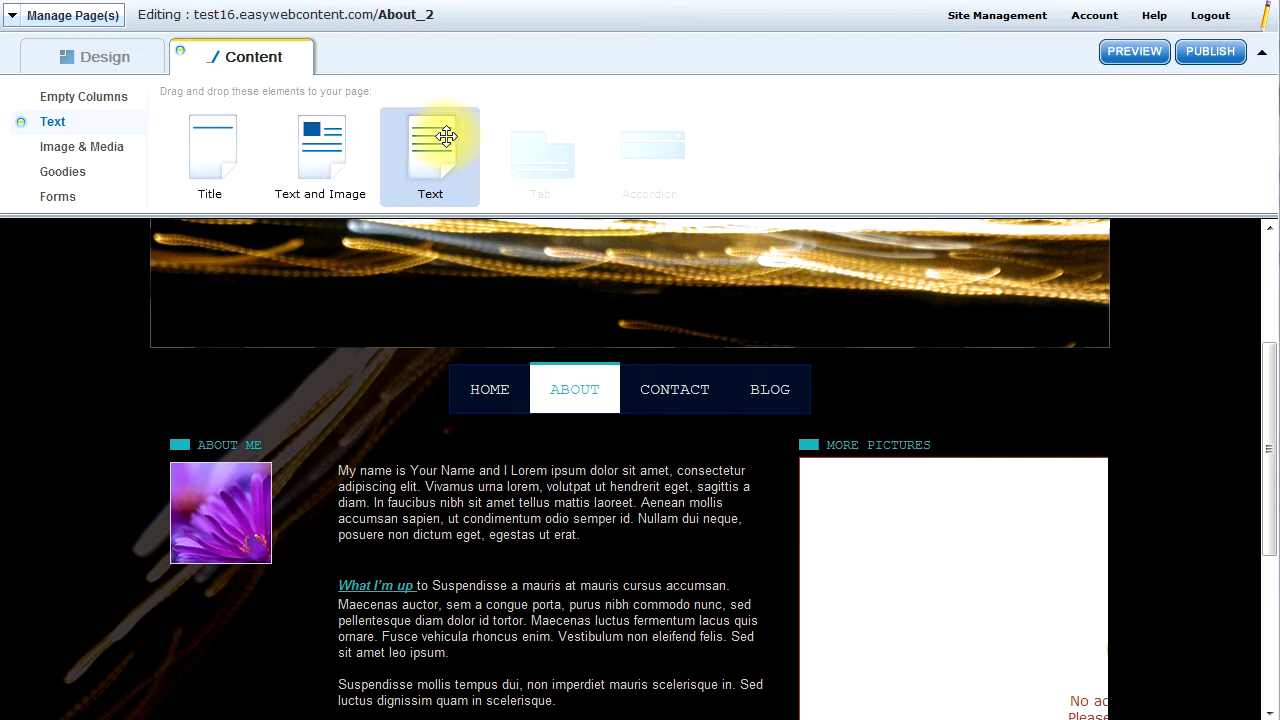 Manage Page(s)
Editing : test16.easywebcontent.com/About_2
Site Management
Account
Help
Logout
Design
Content
PREVIEW
PUBLISH
Empty Columns
Text
Image & Media
Goodies
Forms
Drag and drop these elements to your page:
Title
Text and Image
Text
Tab
Accordion
HOME
ABOUT
CONTACT
BLOG
ABOUT ME
My name is Your Name and I Lorem ipsum dolor sit amet, consectetur
adipiscing elit. Vivamus urna lorem, volutpat ut hendrerit eget, sagittis a
diam. In faucibus nibh sit amet tellus mattis laoreet. Aenean mollis
accumsan sapien, ut condimentum odio semper id. Nullam dui neque,
posuere non dictum eget, egestas ut erat.
What I'm up to Suspendisse a mauris at mauris cursus accumsan.
Maecenas auctor, sem a congue porta, purus nibh commodo nunc, sed
pellentesque diam dolor id tortor. Maecenas luctus fermentum lacus quis
ornare. Fusce vehicula rhoncus enim. Vestibulum non eleifend felis. Sed
sit amet leo ipsum.
Suspendisse mollis tempus dui, non imperdiet mauris scelerisque in. Sed
luctus dignissim quam in scelerisque.
MORE PICTURES
No ac
Please